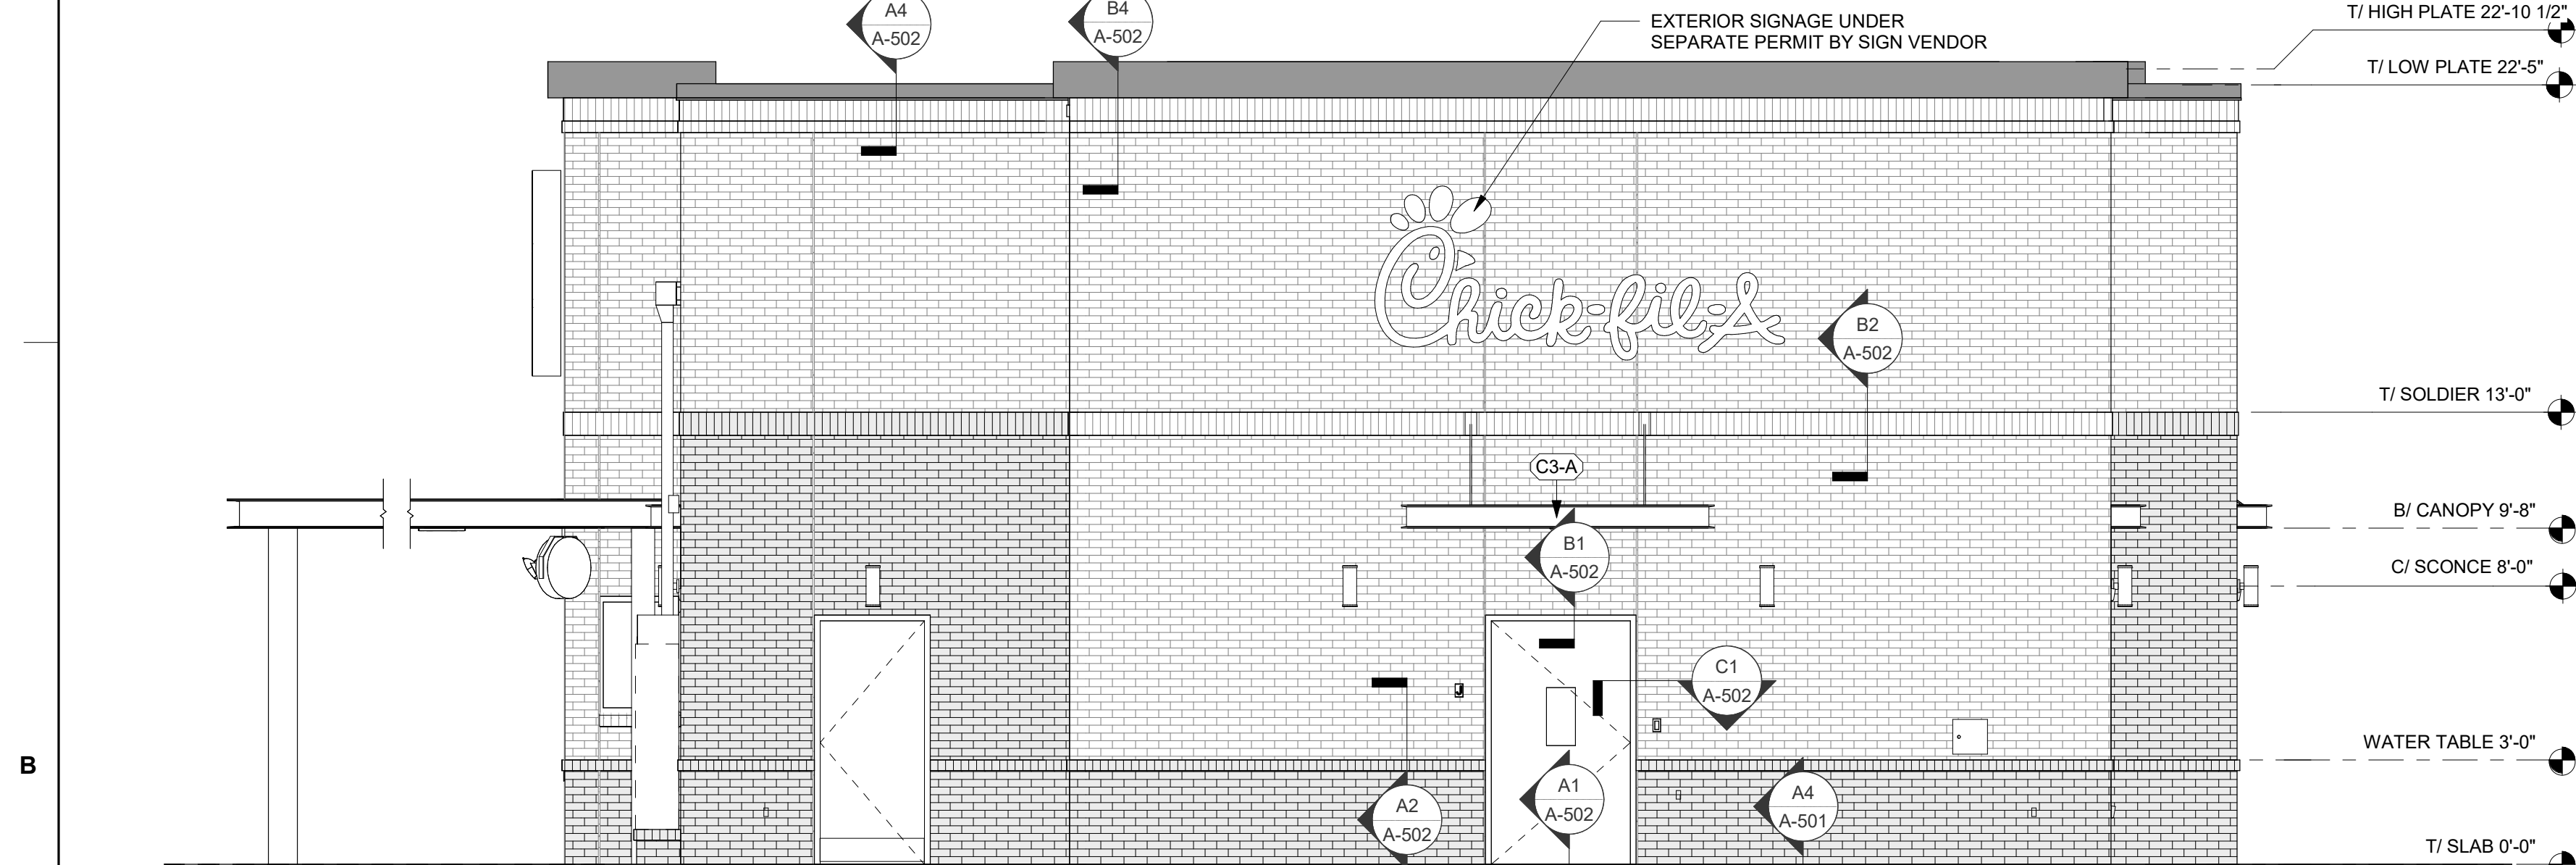 A4
A-502
B4
A-502
EXTERIOR SIGNAGE UNDER
SEPARATE PERMIT BY SIGN VENDOR
T/ HIGH PLATE 22'-10 1/2"
T/ LOW PLATE 22'-5"
Chick-fil-A
B2
A-502
T/ SOLDIER 13'-0"
C3-A
B/ CANOPY 9'-8"
B1
A-502
C/ SCONCE 8'-0"
C1
A-502
WATER TABLE 3'-0"
B
A2
A-502
A1
A-502
A4
A-501
T/ SLAB 0'-0"